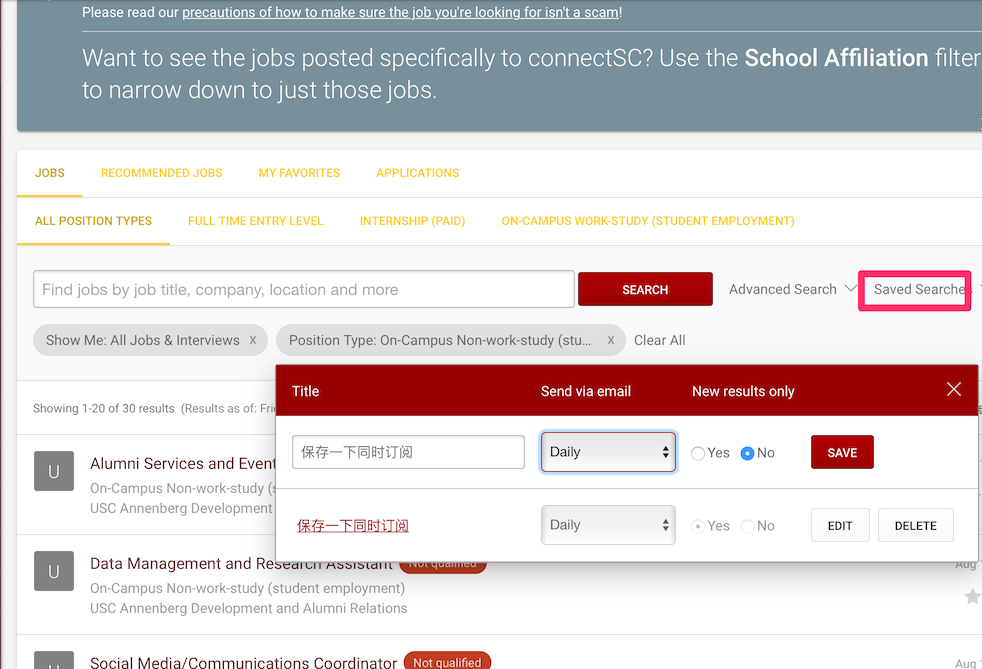 Please read our precautions of how to make sure the job you're looking for isn't a scam!
Want to see the jobs posted specifically to connectSC? Use the School Affiliation filter
to narrow down to just those jobs.
JOBS RECOMMENDED JOBS MY FAVORITES APPLICATIONS
ALL POSITION TYPES FULL TIME ENTRY LEVEL INTERNSHIP (PAID) ON-CAMPUS WORK-STUDY (STUDENT EMPLOYMENT)
Find jobs by job title, company, location and more SEARCH Advanced Search Saved Searche
Show Me: All Jobs & Interviews x Position Type: On-Campus Non-work-study (stu... x Clear All
Title Send via email New results only
Showing 1-20 of 30 results (Results as of: Frie
保存一下同时订阅 Daily Yes No SAVE
U Alumni Services and Event
On-Campus Non-work-study (s
USC Annenberg Development
保存一下同时订阅 Daily Yes No EDIT DELETE
U Data Management and Research Assistant Not qualified
Aug
On-Campus Non-work-study (student employment)
USC Annenberg Development and Alumni Relations
U Social Media/Communications Coordinator Not qualified Aug